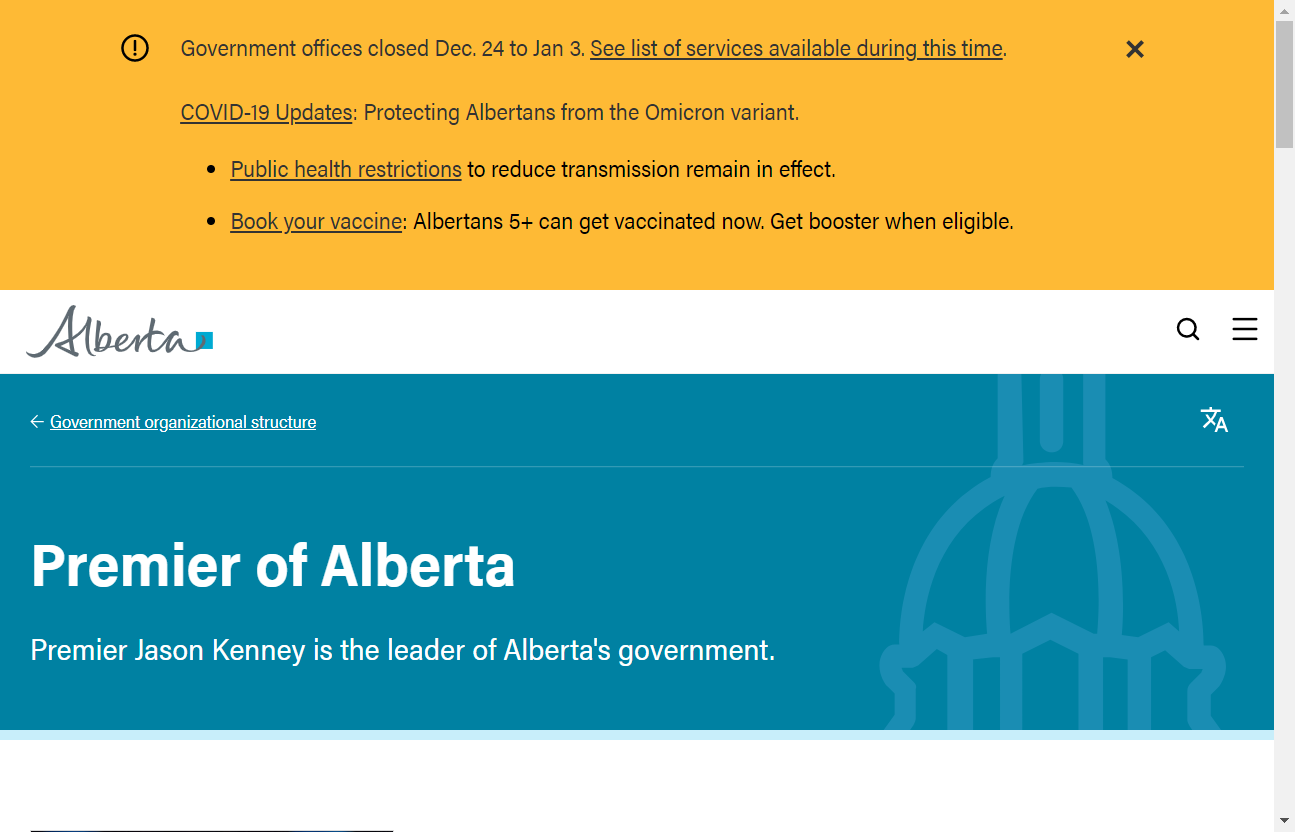 Government offices closed Dec. 24 to Jan 3. See list of services available during this time.
COVID-19 Updates: Protecting Albertans from the Omicron variant.
Public health restrictions to reduce transmission remain in effect.
Book your vaccine: Albertans 5+ can get vaccinated now. Get booster when eligible.
Alberta
Government organizational structure
Premier of Alberta
Premier Jason Kenney is the leader of Alberta's government.